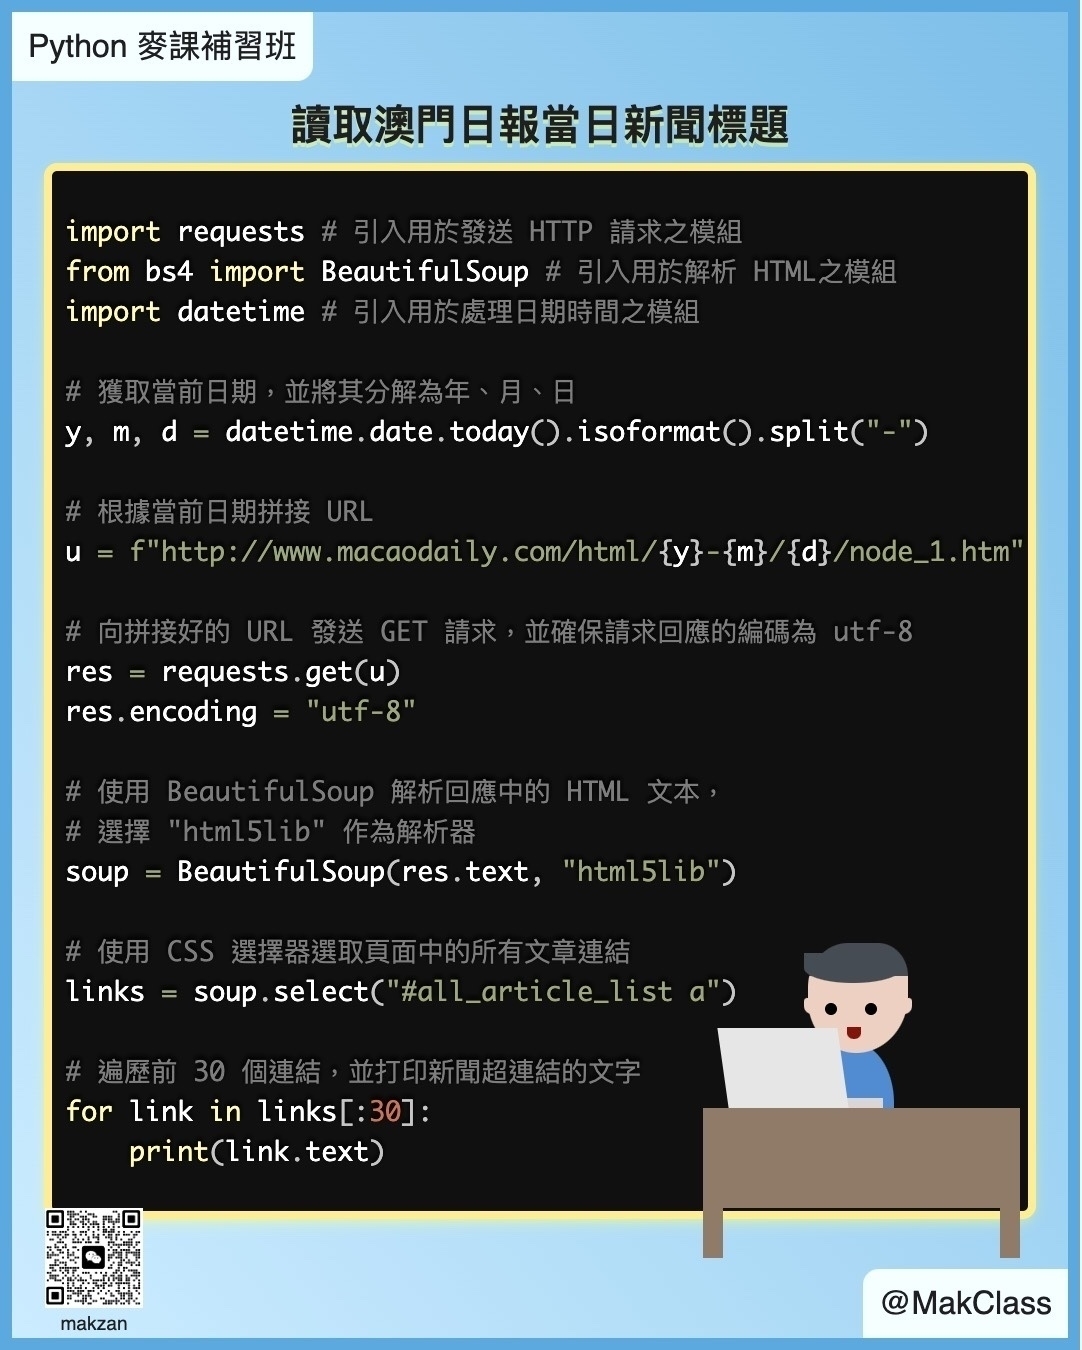 Python 麥課補習班
讀取澳門日報當日新聞標題
import requests # 引入用於發送 HTTP 請求之模組
from bs4 import BeautifulSoup # 引入用於解析 HTML之模組
import datetime # 引入用於處理日期時間之模組
# 獲取當前日期，並將其分解為年、月、日
y, m, d = datetime.date.today().isoformat().split("-")
# 根據當前日期拼接 URL
u = f"http://www.macaodaily.com/html/{y}-{m}/{d}/node_1.htm"
# 向拼接好的 URL 發送 GET 請求，並確保請求回應的編碼為 utf-8
res = requests.get(u)
res.encoding = "utf-8"
# 使用 BeautifulSoup 解析回應中的 HTML 文本，
# 選擇 "html5lib" 作為解析器
soup = BeautifulSoup(res.text, "html5lib")
# 使用 CSS 選擇器選取頁面中的所有文章連結
links = soup.select("#all_article_list a")
# 遍歷前 30 個連結，並打印新聞超連結的文字
for link in links[:30]:
    print(link.text)
makzan
@MakClass